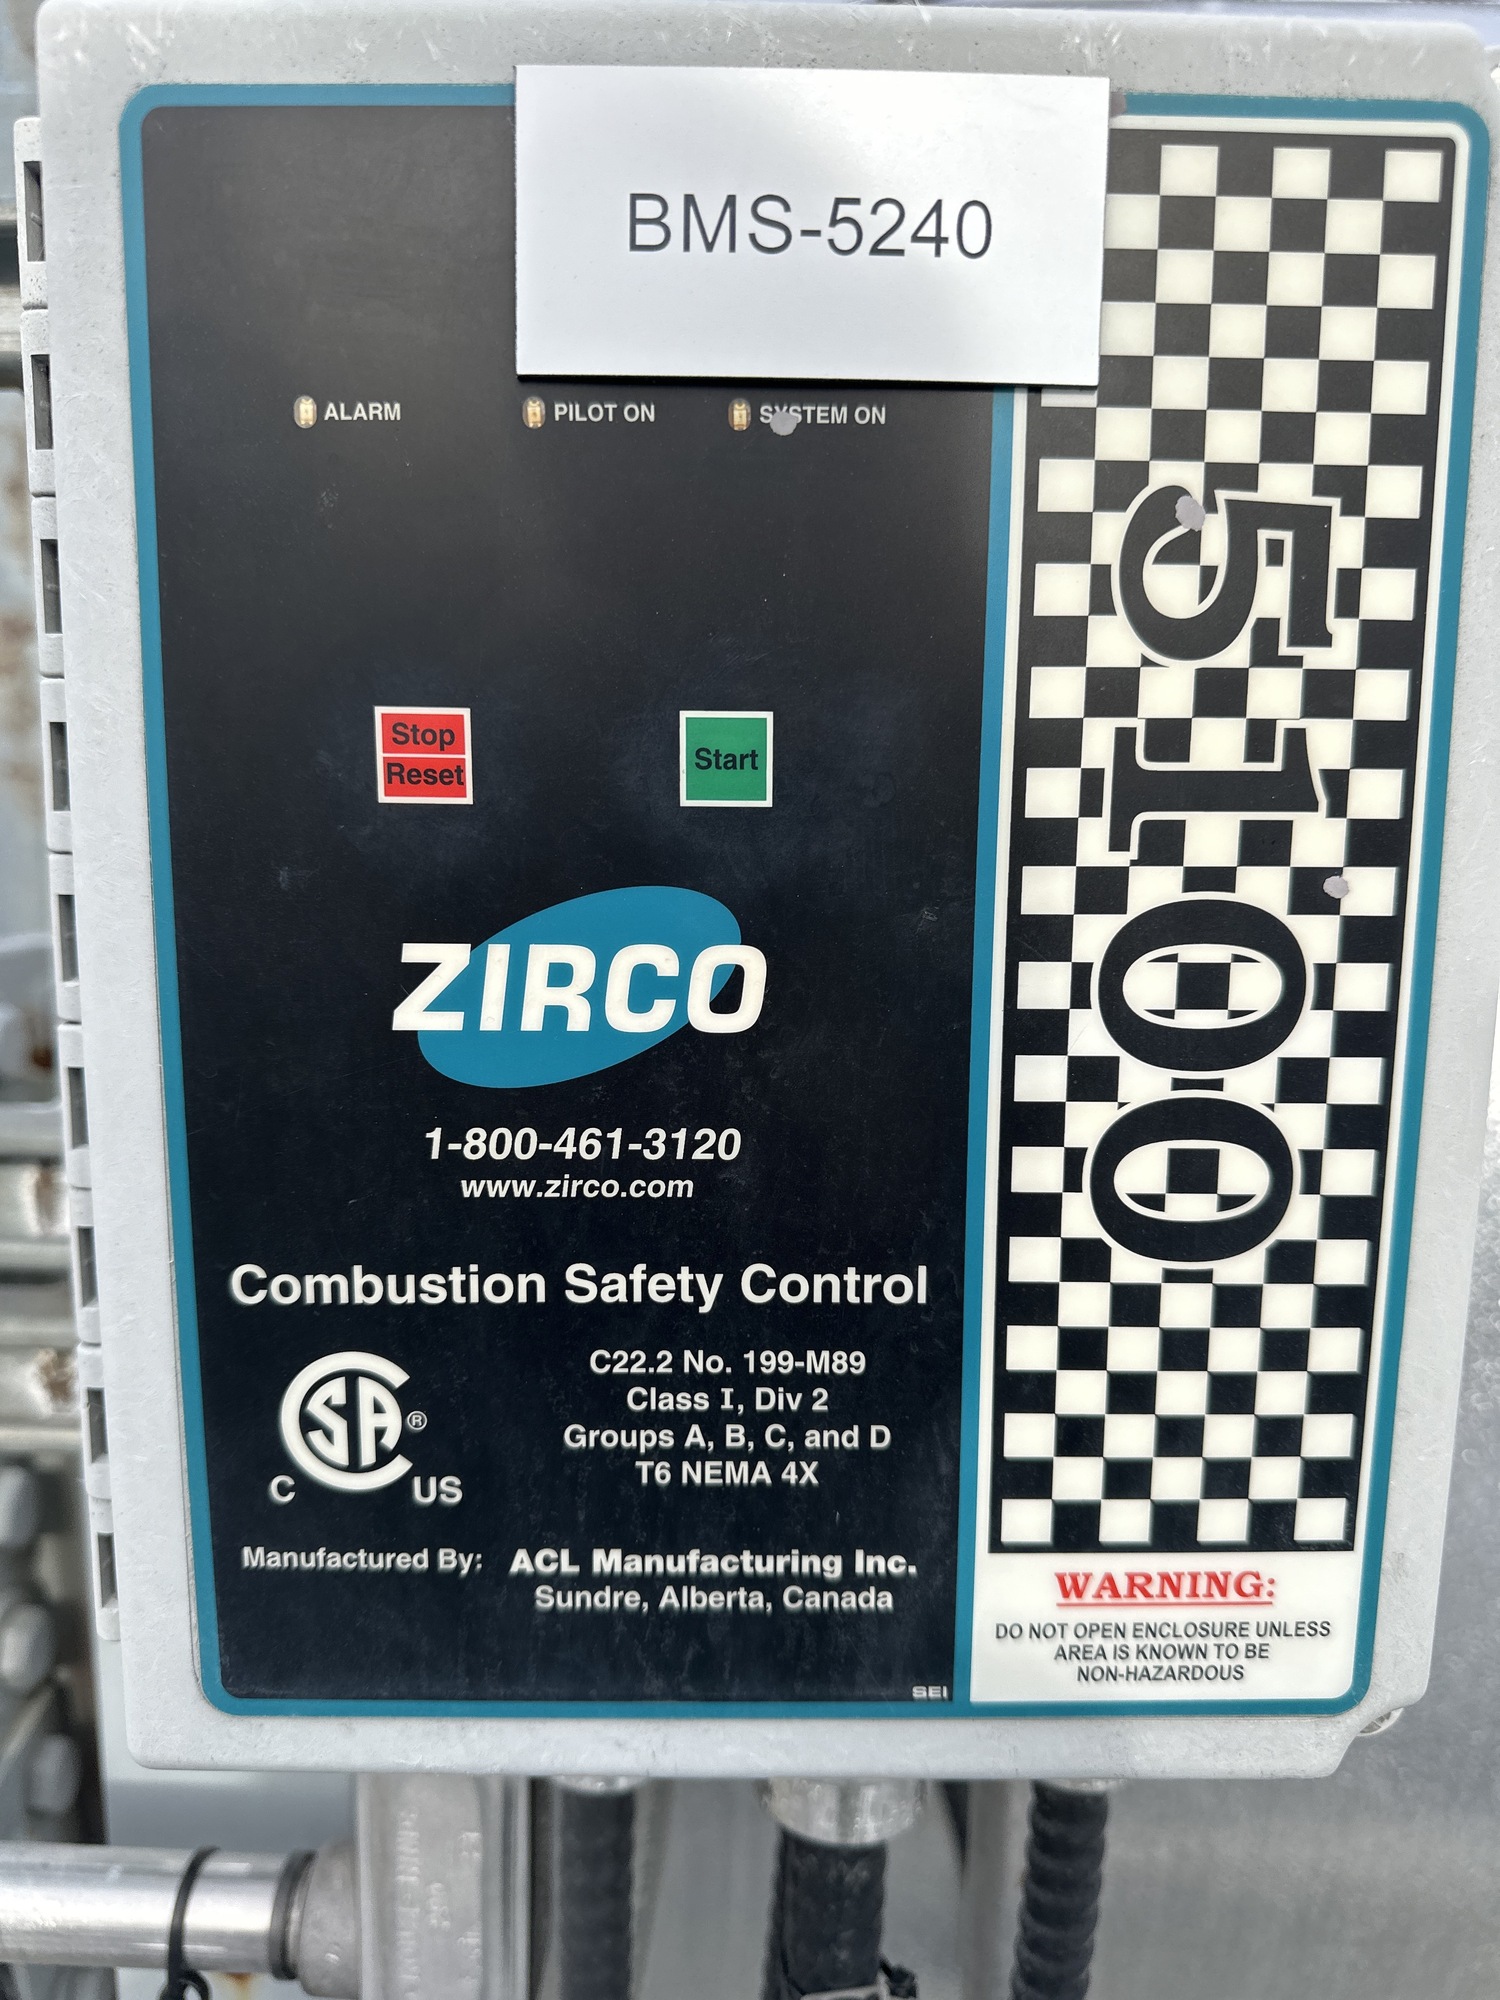 BMS-5240
ALARM
PILOT ON
SYSTEM ON
Stop
Reset
Start
5100
ZIRCO
1-800-461-3120
www.zirco.com
Combustion Safety Control
C22.2 No. 199-M89
Class I, Div 2
Groups A, B, C, and D
T6 NEMA 4X
CSA ®
C US
Manufactured By: ACL Manufacturing Inc.
Sundre, Alberta, Canada
SEI
WARNING:
DO NOT OPEN ENCLOSURE UNLESS
AREA IS KNOWN TO BE
NON-HAZARDOUS